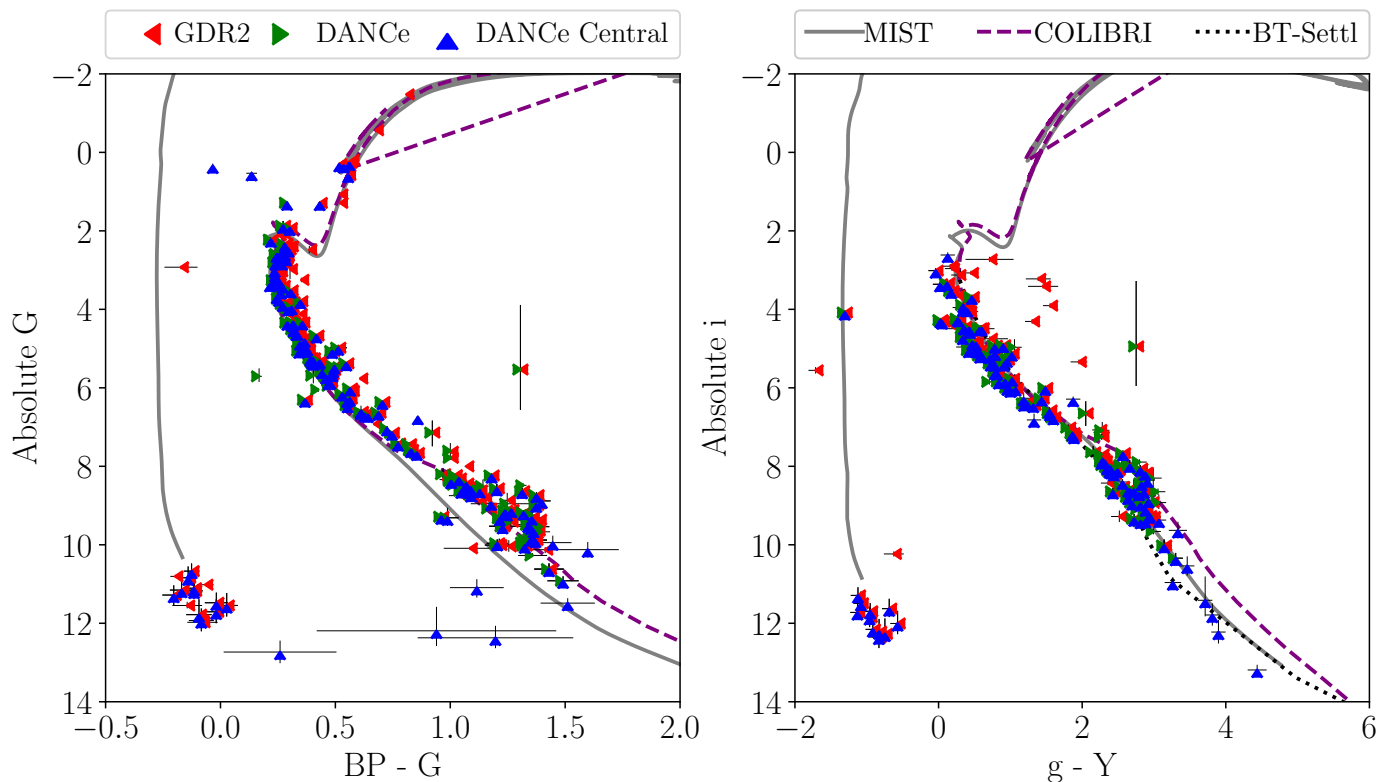 GDR2 DANCe DANCe Central
MIST COLIBRI BT-Settl
−2
0
2
4
6
8
10
12
14
Absolute G
−0.5 0.0 0.5 1.0 1.5 2.0
BP - G
−2
0
2
4
6
8
10
12
14
Absolute i
−2 0 2 4 6
g - Y